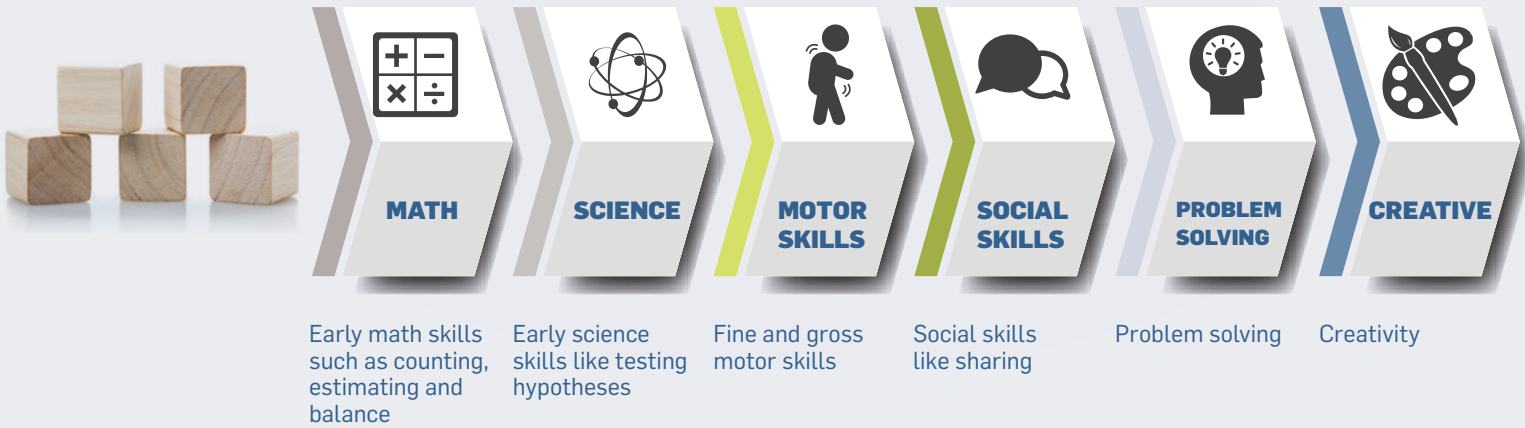 MATH
SCIENCE
MOTOR
SKILLS
SOCIAL
SKILLS
PROBLEM
SOLVING
CREATIVE
Early math skills
such as counting,
estimating and
balance
Early science
skills like testing
hypotheses
Fine and gross
motor skills
Social skills
like sharing
Problem solving
Creativity